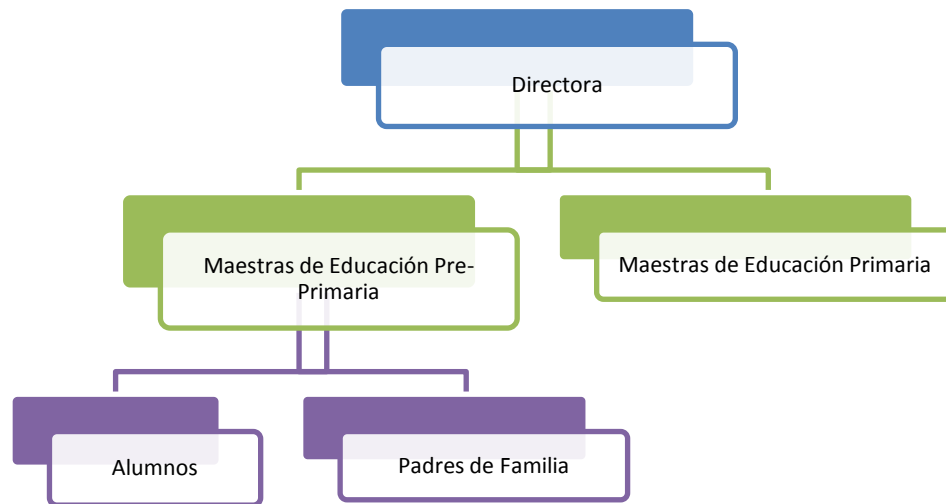 Directora
Maestras de Educación Pre-
Primaria
Maestras de Educación Primaria
Alumnos
Padres de Familia